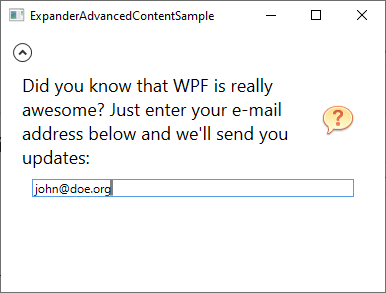 ExpanderAdvancedContentSample
Did you know that WPF is really
awesome? Just enter your e-mail
address below and we'll send you
updates:
john@doe.org